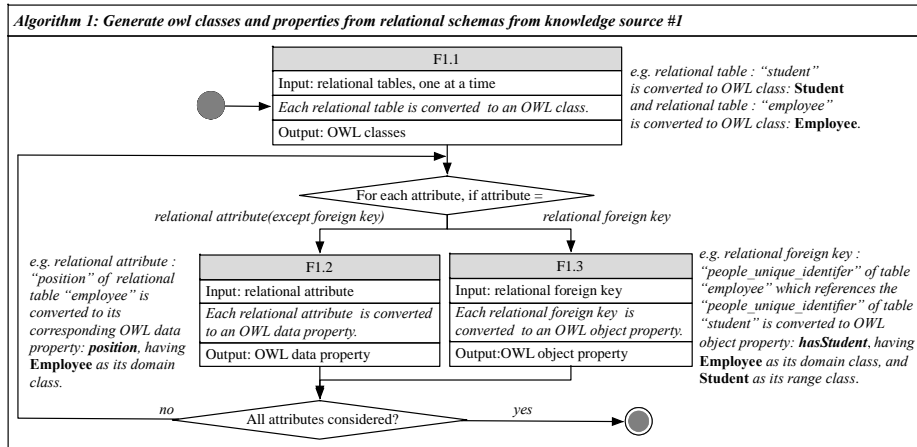 Algorithm 1: Generate owl classes and properties from relational schemas from knowledge source #1
F1.1
Input: relational tables, one at a time
Each relational table is converted to an OWL class.
Output: OWL classes
e.g. relational table : “student”
is converted to OWL class: Student
and relational table : “employee”
is converted to OWL class: Employee.
For each attribute, if attribute =
relational attribute(except foreign key)
relational foreign key
e.g. relational attribute :
“position” of relational
table “employee” is
converted to its
corresponding OWL data
property: position, having
Employee as its domain
class.
F1.2
Input: relational attribute
Each relational attribute is converted
to an OWL data property.
Output: OWL data property
F1.3
Input: relational foreign key
Each relational foreign key is
converted to an OWL object property.
Output:OWL object property
e.g. relational foreign key :
“people_unique_identifer” of table
“employee” which references the
“people_unique_identifier” of table
“student” is converted to OWL
object property: hasStudent, having
Employee as its domain class, and
Student as its range class.
no
All attributes considered?
yes